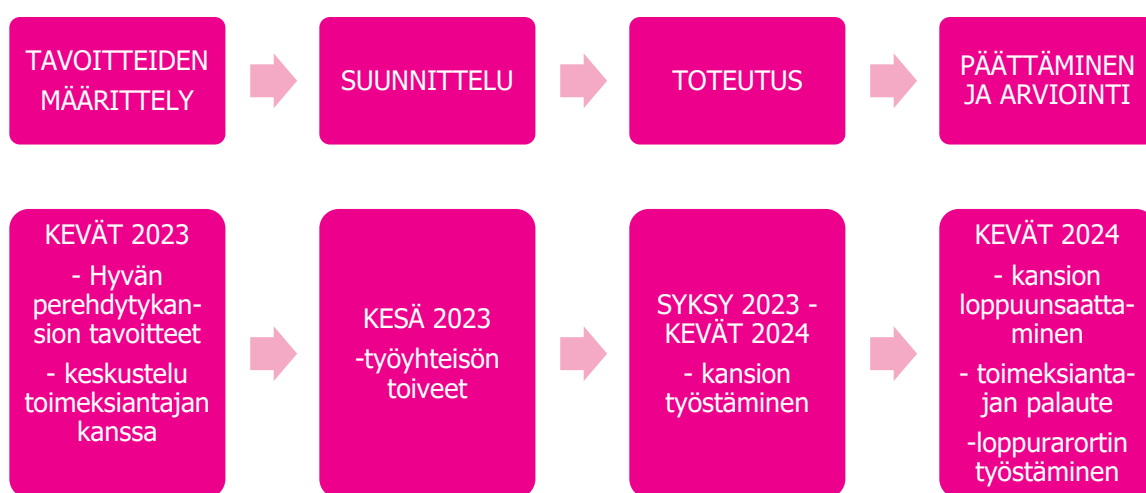 TAVOITTEIDEN
MÄÄRITTELY
SUUNNITTELU
TOTEUTUS
PÄÄTTÄMINEN
JA ARVIOINTI
KEVÄT 2023
- Hyvän
perehdytykan-
sion tavoitteet
- keskustelu
toimeksiantajan
kanssa
KESÄ 2023
-työyhteisön
toiveet
SYKSY 2023 -
KEVÄT 2024
- kansion
työstäminen
KEVÄT 2024
- kansion
loppuunsaatta-
minen
- toimeksianta-
jan palaute
-loppurarortin
työstäminen